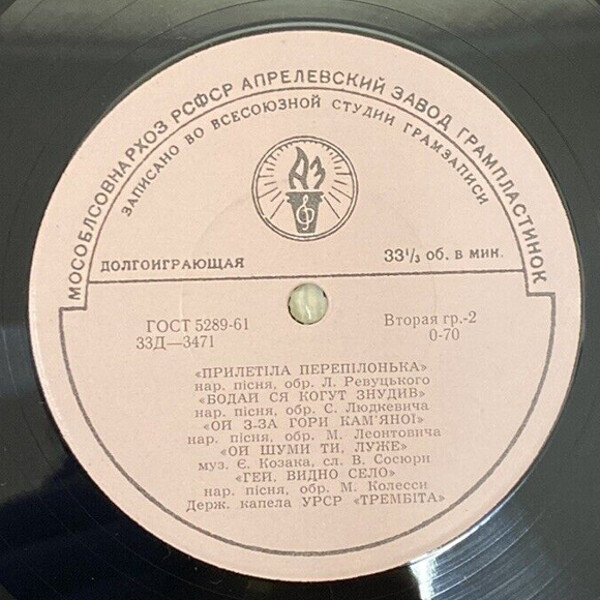 МОСОБЛСОВНАРХОЗ РСФСР АПРЕЛЕВСКИЙ ЗАВОД ГРАМПЛАСТИНОК
ЗАПИСАНО ВО ВСЕСОЮЗНОЙ СТУДИИ ГРАМЗАПИСИ
АЗ
ДОЛГОИГРАЮЩАЯ 33⅓ об. в мин.
ГОСТ 5289-61 Вторая гр.-2
33Д—3471 0-70
«ПРИЛЕТІЛА ПЕРЕПІЛОНЬКА»
нар. пісня, обр. Л. Ревуцького
«БОДАЙ СЯ КОГУТ ЗНУДИВ»
нар. пісня, обр. С. Людкевича
«ОЙ З-ЗА ГОРИ КАМ'ЯНОЇ»
нар. пісня, обр. М. Леонтовича
«ОЙ ШУМИ ТИ, ЛУЖЕ»
муз. Є. Козака, сл. В. Сосюри
«ГЕЙ, ВИДНО СЕЛО»
нар. пісня, обр. М. Колесси
Держ. капела УРСР «ТРЕМБІТА»